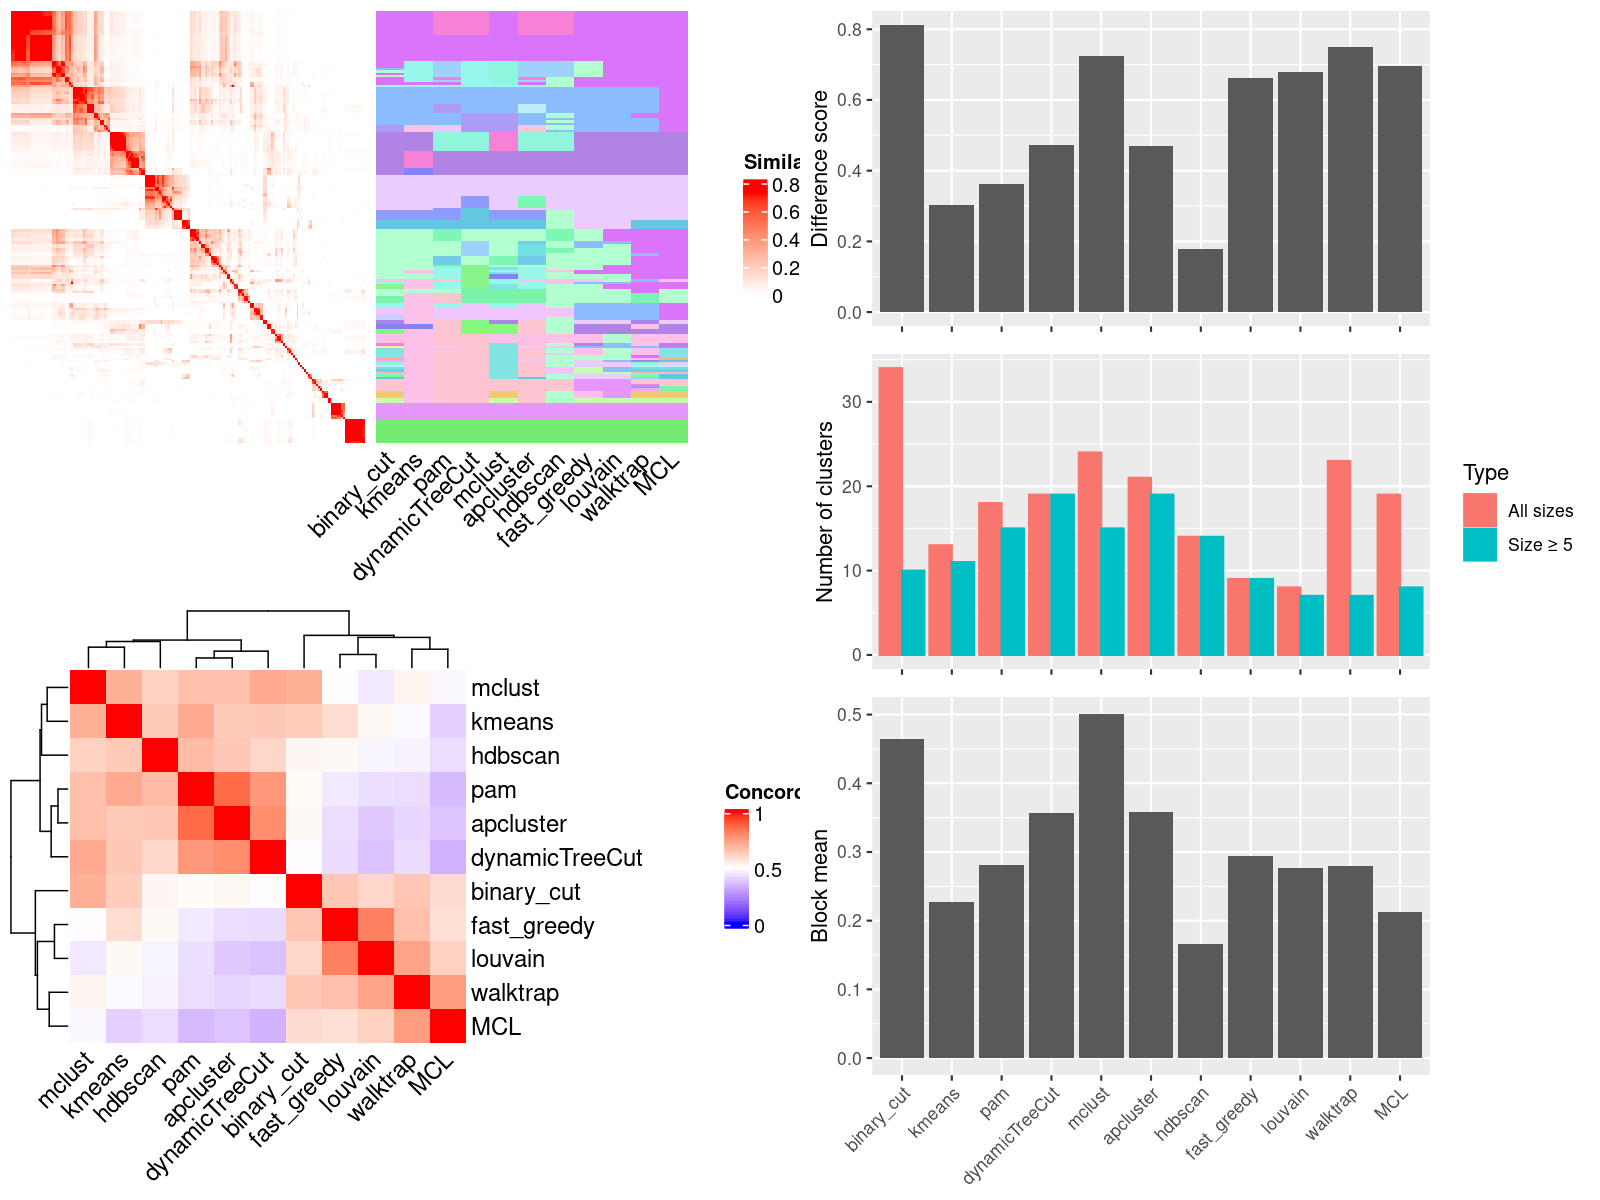 Simila
0.8
0.6
0.4
0.2
0
binary_cut
kmeans
pam
dynamicTreeCut
mclust
apcluster
hdbscan
fast_greedy
louvain
walktrap
MCL
Difference score
0.8
0.6
0.4
0.2
0.0
Number of clusters
30
20
10
0
Type
All sizes
Size ≥ 5
mclust
kmeans
hdbscan
pam
apcluster
dynamicTreeCut
binary_cut
fast_greedy
louvain
walktrap
MCL
mclust
kmeans
hdbscan
pam
apcluster
dynamicTreeCut
binary_cut
fast_greedy
louvain
walktrap
MCL
Concord
1
0.5
0
Block mean
0.5
0.4
0.3
0.2
0.1
0.0
binary_cut
kmeans
pam
dynamicTreeCut
mclust
apcluster
hdbscan
fast_greedy
louvain
walktrap
MCL